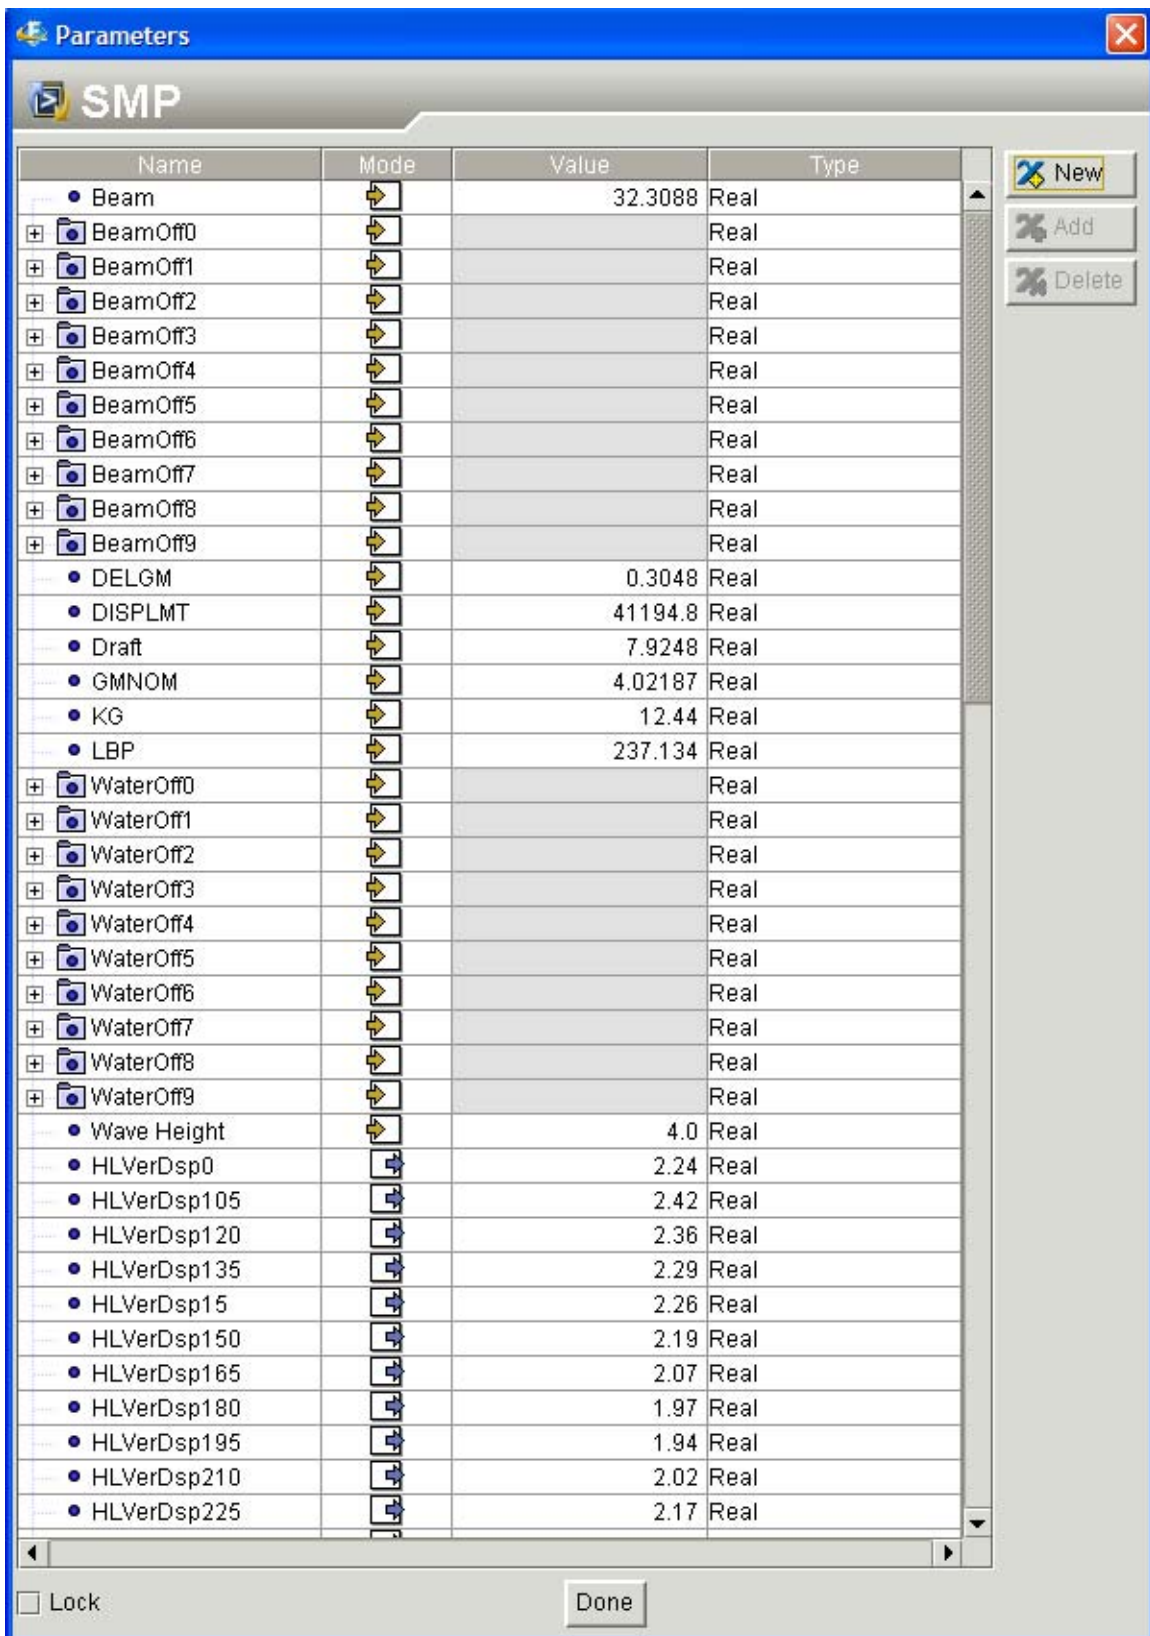 Parameters
SMP
Name Mode Value Type
New
Add
Delete
Beam 32.3088 Real
BeamOff0 Real
BeamOff1 Real
BeamOff2 Real
BeamOff3 Real
BeamOff4 Real
BeamOff5 Real
BeamOff6 Real
BeamOff7 Real
BeamOff8 Real
BeamOff9 Real
DELGM 0.3048 Real
DISPLMT 41194.8 Real
Draft 7.9248 Real
GMNOM 4.02187 Real
KG 12.44 Real
LBP 237.134 Real
WaterOff0 Real
WaterOff1 Real
WaterOff2 Real
WaterOff3 Real
WaterOff4 Real
WaterOff5 Real
WaterOff6 Real
WaterOff7 Real
WaterOff8 Real
WaterOff9 Real
Wave Height 4.0 Real
HLVerDsp0 2.24 Real
HLVerDsp105 2.42 Real
HLVerDsp120 2.36 Real
HLVerDsp135 2.29 Real
HLVerDsp15 2.26 Real
HLVerDsp150 2.19 Real
HLVerDsp165 2.07 Real
HLVerDsp180 1.97 Real
HLVerDsp195 1.94 Real
HLVerDsp210 2.02 Real
HLVerDsp225 2.17 Real
Lock
Done